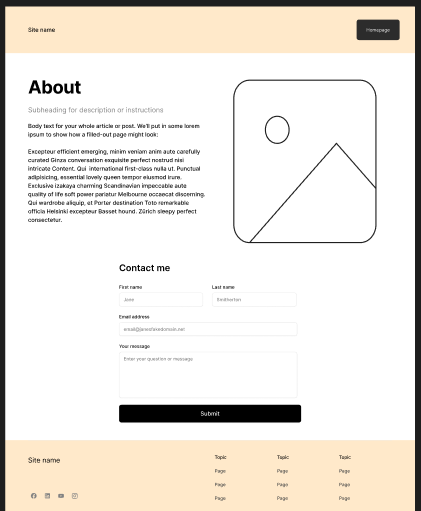 Site name
Homepage
About
Subheading for description or instructions
Body text for your whole article or post. We'll put in some lorem
ipsum to show how a filled-out page might look:
Excepteur efficient emerging, minim veniam anim aute carefully
curated Ginza conversation exquisite perfect nostrud nisi
intricate Content. Qui international first-class nulla ut. Punctual
adipisicing, essential lovely queen tempor eiusmod irure.
Exclusive izakaya charming Scandinavian impeccable aute
quality of life soft power pariatur Melbourne occaecat discerning.
Qui wardrobe aliquip, et Porter destination Toto remarkable
officia Helsinki excepteur Basset hound. Zürich sleepy perfect
consectetur.
Contact me
First name
Last name
Jane
Smitherton
Email address
email@janesfakedomain.net
Your message
Enter your question or message
Submit
Site name
Topic
Topic
Topic
Page
Page
Page
Page
Page
Page
Page
Page
Page